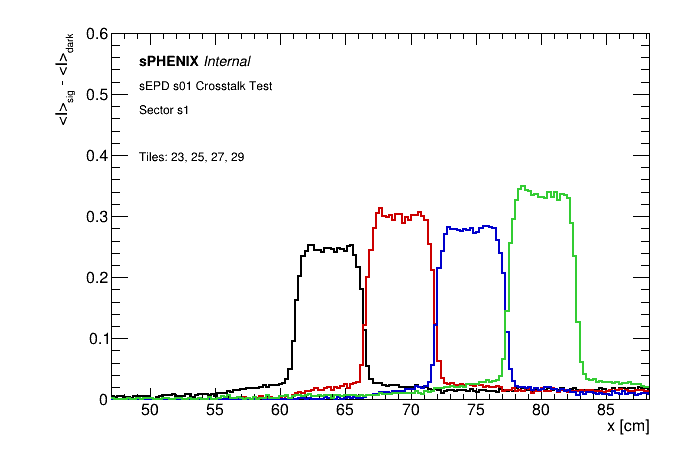 0.6
0.5
0.4
0.3
0.2
0.1
0
<I>sig - <I>dark
sPHENIX Internal
sEPD s01 Crosstalk Test
Sector s1
Tiles: 23, 25, 27, 29
50 55 60 65 70 75 80 85
x [cm]